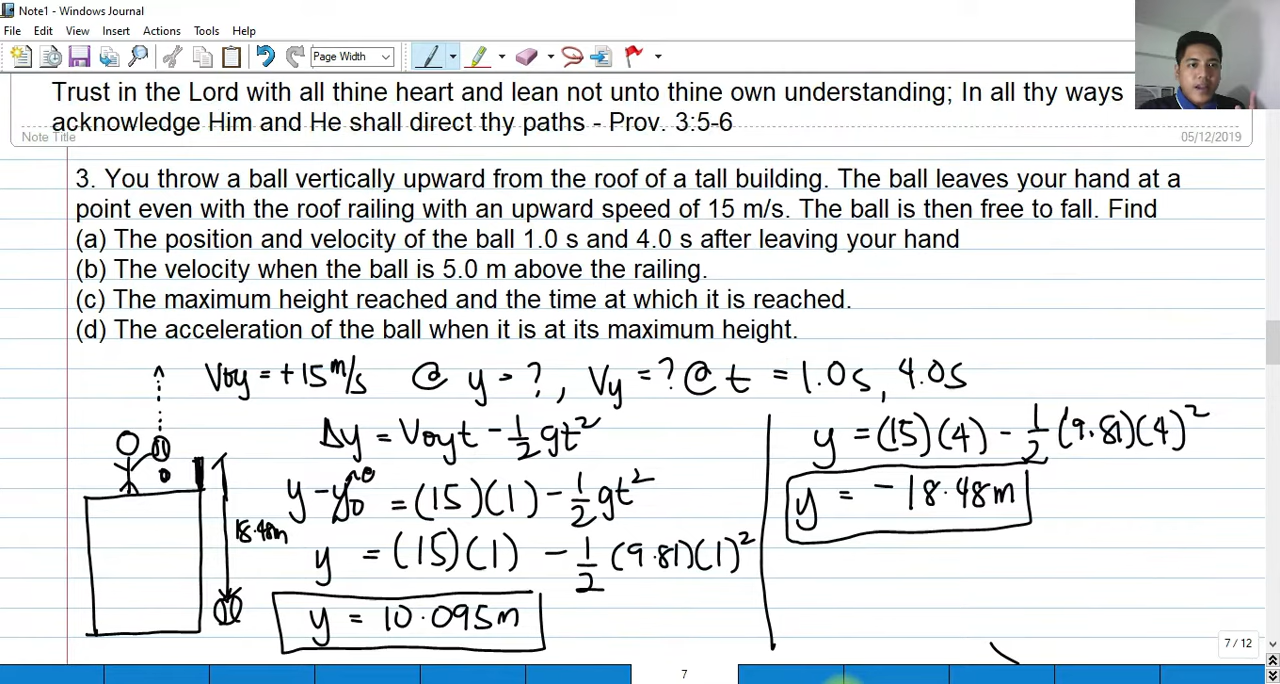 Note1 - Windows Journal
File Edit View Insert Actions Tools Help
Page Width
Trust in the Lord with all thine heart and lean not unto thine own understanding; In all thy ways
acknowledge Him and He shall direct thy paths - Prov. 3:5-6
Note Title
05/12/2019
3. You throw a ball vertically upward from the roof of a tall building. The ball leaves your hand at a
point even with the roof railing with an upward speed of 15 m/s. The ball is then free to fall. Find
(a) The position and velocity of the ball 1.0 s and 4.0 s after leaving your hand
(b) The velocity when the ball is 5.0 m above the railing.
(c) The maximum height reached and the time at which it is reached.
(d) The acceleration of the ball when it is at its maximum height.
Voy = +15 m/s @ y = ?, Vy = ? @ t = 1.0s, 4.0s
Δy = Voyt - 1/2 gt²
y - y₀⁰ = (15)(1) - 1/2 gt²
y = (15)(1) - 1/2 (9.81)(1)²
y = 10.095m
18.48m
y = (15)(4) - 1/2 (9.81)(4)²
y = -18.48m
7 / 12
7